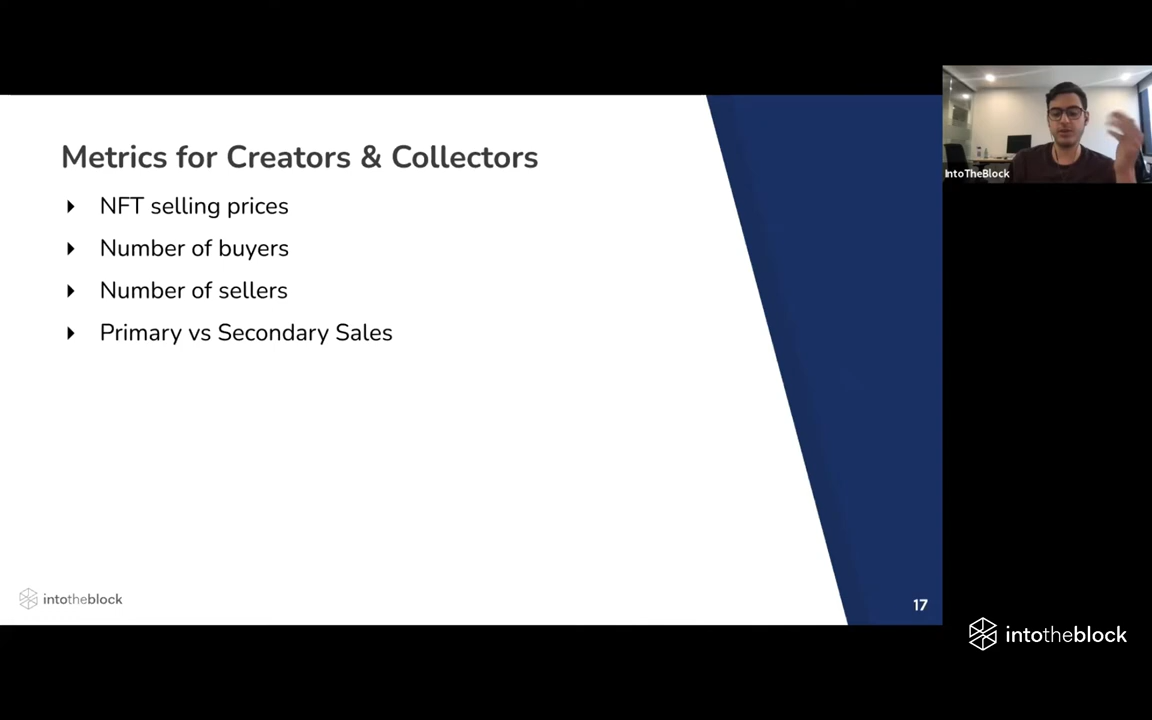 Metrics for Creators & Collectors
NFT selling prices
Number of buyers
Number of sellers
Primary vs Secondary Sales
intotheblock
17
IntoTheBlock
intotheblock